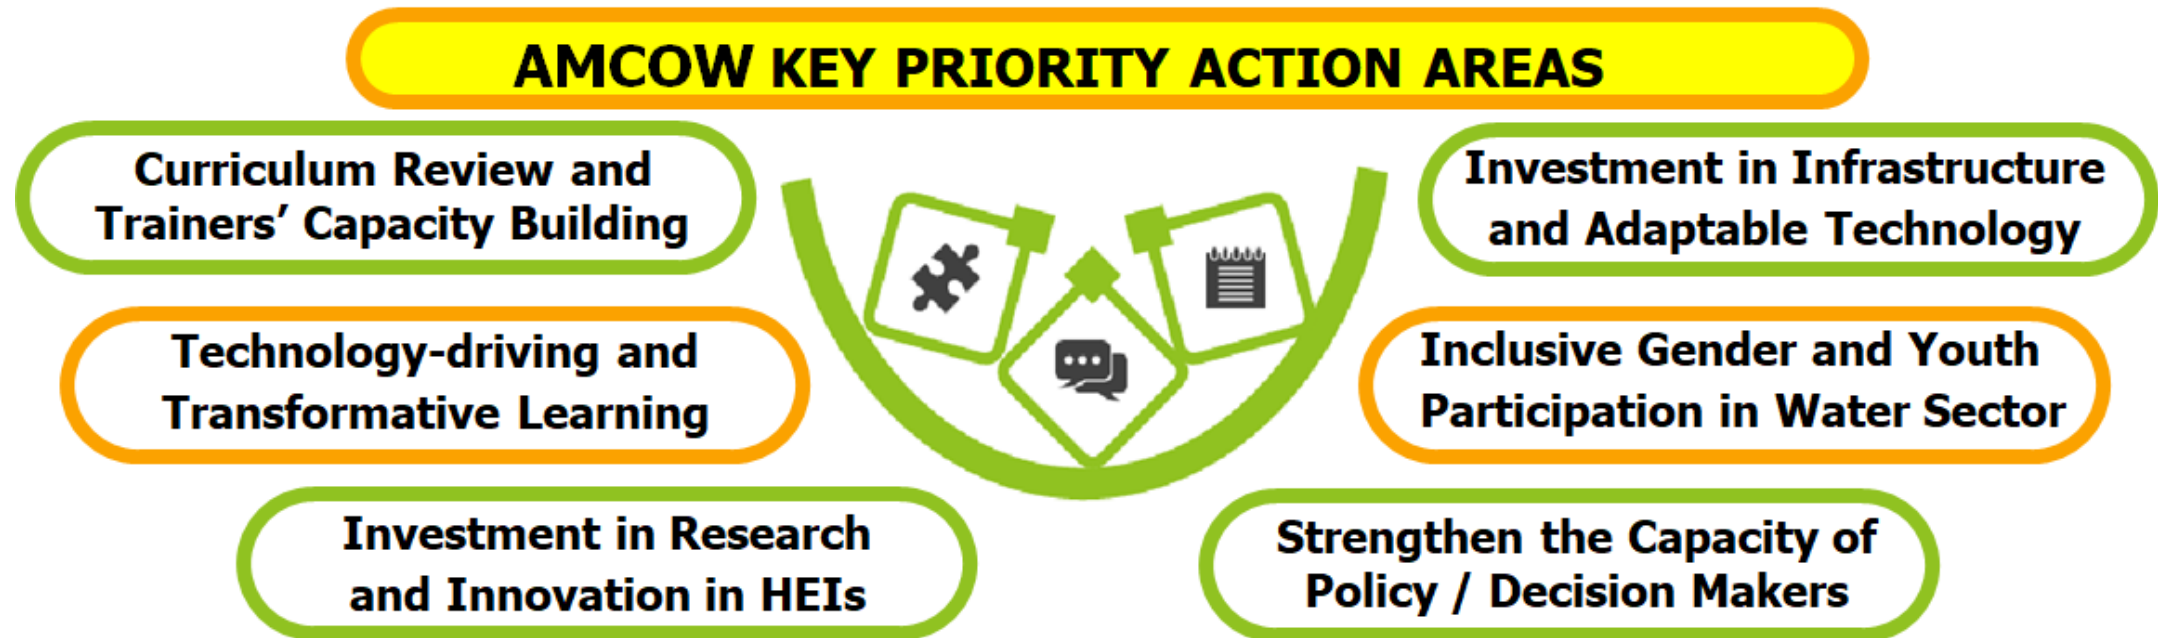 AMCOW KEY PRIORITY ACTION AREAS
Curriculum Review and
Trainers’ Capacity Building
Technology-driving and
Transformative Learning
Investment in Research
and Innovation in HEIs
Investment in Infrastructure
and Adaptable Technology
Inclusive Gender and Youth
Participation in Water Sector
Strengthen the Capacity of
Policy / Decision Makers